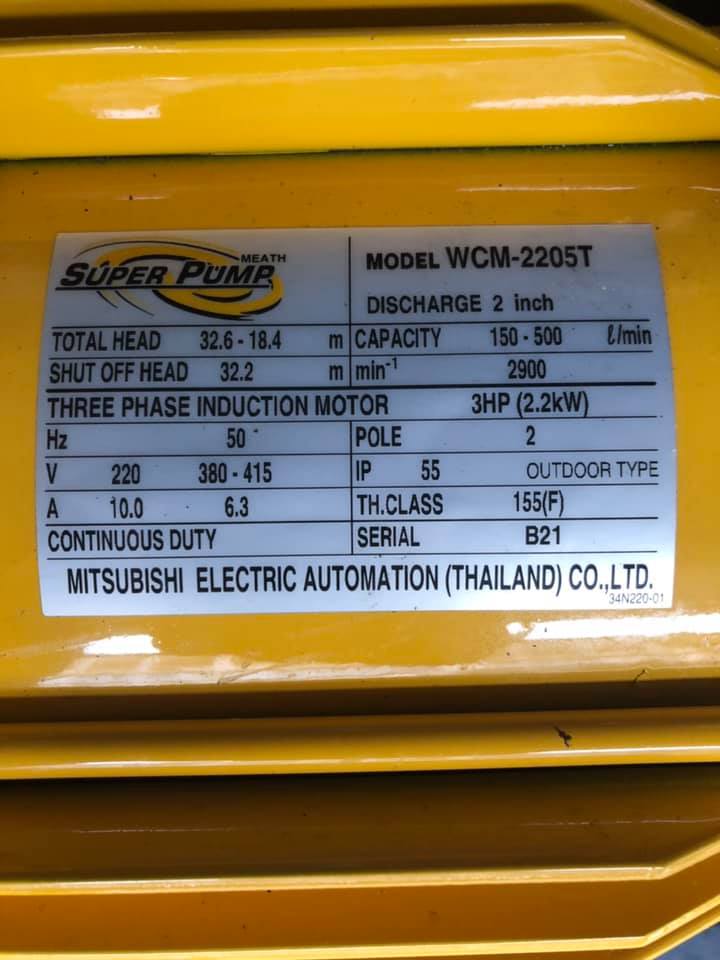 MEATH
SUPER PUMP
MODEL WCM-2205T
DISCHARGE 2 inch
TOTAL HEAD 32.6 - 18.4 m CAPACITY 150 - 500 ℓ/min
SHUT OFF HEAD 32.2 m min⁻¹ 2900
THREE PHASE INDUCTION MOTOR 3HP (2.2kW)
Hz 50 POLE 2
V 220 380 - 415 IP 55 OUTDOOR TYPE
A 10.0 6.3 TH.CLASS 155(F)
CONTINUOUS DUTY SERIAL B21
MITSUBISHI ELECTRIC AUTOMATION (THAILAND) CO.,LTD.
34N220-01